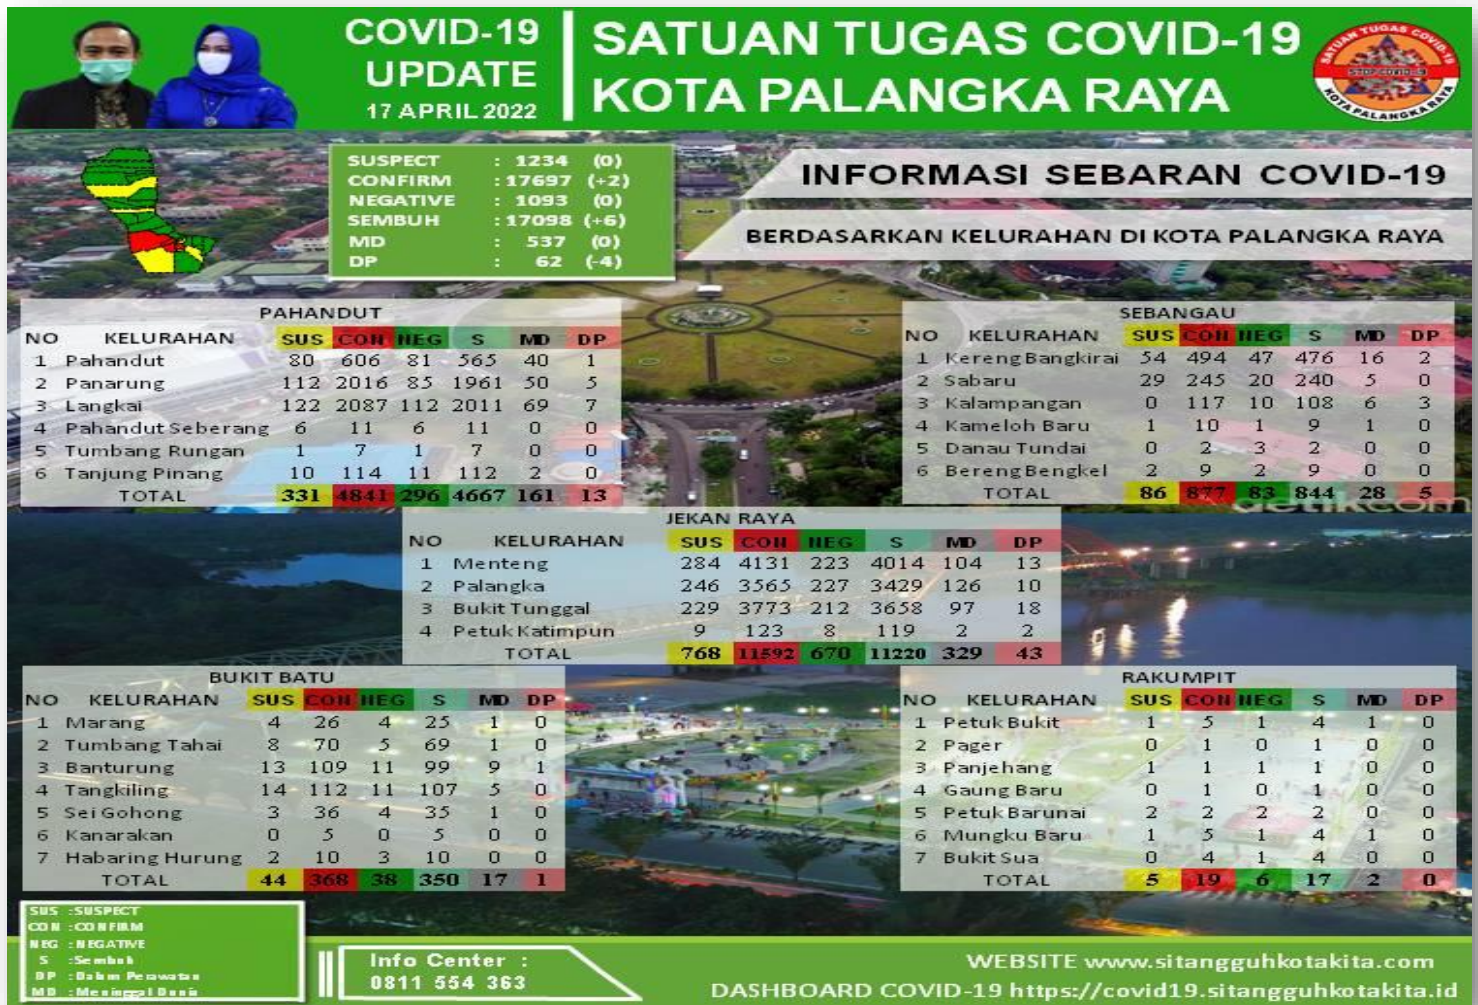 COVID-19
UPDATE
17 APRIL 2022
SATUAN TUGAS COVID-19
KOTA PALANGKA RAYA
SATUAN TUGAS COVID-19
STOP COVID-19
KOTA PALANGKA RAYA
SUSPECT : 1234 (0)
CONFIRM : 17697 (+2)
NEGATIVE : 1093 (0)
SEMBUH : 17098 (+6)
MD : 537 (0)
DP : 62 (-4)
INFORMASI SEBARAN COVID-19
BERDASARKAN KELURAHAN DI KOTA PALANGKA RAYA
PAHANDUT
NO KELURAHAN SUS CON NEG S MD DP
1 Pahandut 80 606 81 565 40 1
2 Panarung 112 2016 85 1961 50 5
3 Langkai 122 2087 112 2011 69 7
4 Pahandut Seberang 6 11 6 11 0 0
5 Tumbang Rungan 1 7 1 7 0 0
6 Tanjung Pinang 10 114 11 112 2 0
TOTAL 331 4841 296 4667 161 13
SEBANGAU
NO KELURAHAN SUS CON NEG S MD DP
1 Kereng Bangkirai 54 494 47 476 16 2
2 Sabaru 29 245 20 240 5 0
3 Kalampangan 0 117 10 108 6 3
4 Kameloh Baru 1 10 1 9 1 0
5 Danau Tundai 0 2 3 2 0 0
6 Bereng Bengkel 2 9 2 9 0 0
TOTAL 86 877 83 844 28 5
detikcom
JEKAN RAYA
NO KELURAHAN SUS CON NEG S MD DP
1 Menteng 284 4131 223 4014 104 13
2 Palangka 246 3565 227 3429 126 10
3 Bukit Tunggal 229 3773 212 3658 97 18
4 Petuk Katimpun 9 123 8 119 2 2
TOTAL 768 11592 670 11220 329 43
BUKIT BATU
NO KELURAHAN SUS CON NEG S MD DP
1 Marang 4 26 4 25 1 0
2 Tumbang Tahai 8 70 5 69 1 0
3 Banturung 13 109 11 99 9 1
4 Tangkiling 14 112 11 107 5 0
5 Sei Gohong 3 36 4 35 1 0
6 Kanarakan 0 5 0 5 0 0
7 Habaring Hurung 2 10 3 10 0 0
TOTAL 44 368 38 350 17 1
RAKUMPIT
NO KELURAHAN SUS CON NEG S MD DP
1 Petuk Bukit 1 5 1 4 1 0
2 Pager 0 1 0 1 0 0
3 Panjehang 1 1 1 1 0 0
4 Gaung Baru 0 1 0 1 0 0
5 Petuk Barunai 2 2 2 2 0 0
6 Mungku Baru 1 5 1 4 1 0
7 Bukit Sua 0 4 1 4 0 0
TOTAL 5 19 6 17 2 0
SUS : SUSPECT
CON : CONFIRM
NEG : NEGATIVE
S : Sembuh
DP : Dalam Perawatan
MD : Meninggal Dunia
Info Center :
0811 554 363
WEBSITE www.sitangguhkotakita.com
DASHBOARD COVID-19 https://covid19.sitangguhkotakita.id